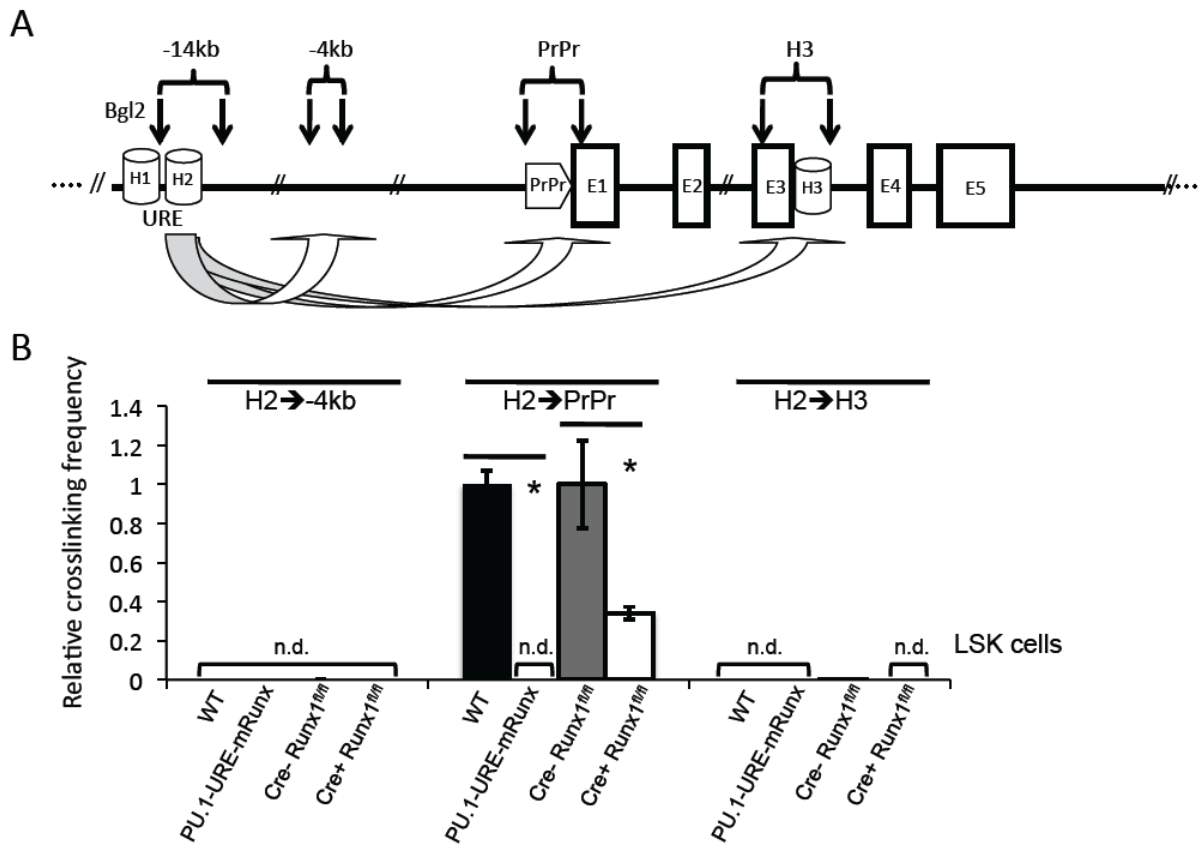 A
-14kb -4kb PrPr H3
Bgl2
H1 H2 PrPr E1 E2 E3 H3 E4 E5
URE
B
Relative crosslinking frequency
H2➔-4kb H2➔PrPr H2➔H3
1.4
1.2
1
0.8
0.6
0.4
0.2
0
* *
n.d. n.d. n.d. n.d.
LSK cells
WT PU.1-URE-mRunx Cre- Runx1fl/fl Cre+ Runx1fl/fl WT PU.1-URE-mRunx Cre- Runx1fl/fl Cre+ Runx1fl/fl WT PU.1-URE-mRunx Cre- Runx1fl/fl Cre+ Runx1fl/fl